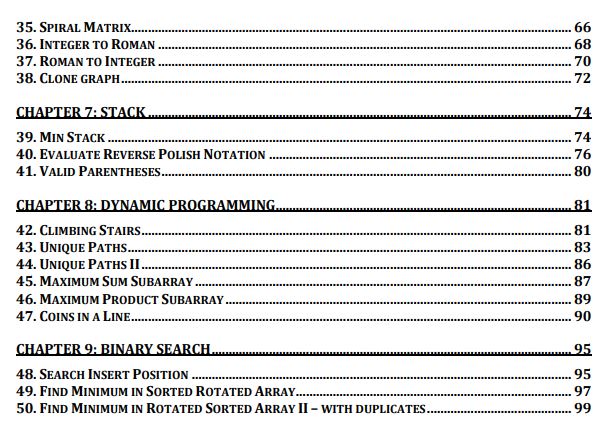 35. Spiral Matrix.......... 66
36. Integer to Roman .......... 68
37. Roman to Integer .......... 70
38. Clone graph.......... 72
CHAPTER 7: STACK .......... 74
39. Min Stack .......... 74
40. Evaluate Reverse Polish Notation .......... 76
41. Valid Parentheses.......... 80
CHAPTER 8: DYNAMIC PROGRAMMING.......... 81
42. Climbing Stairs.......... 81
43. Unique Paths.......... 83
44. Unique Paths II.......... 86
45. Maximum Sum Subarray .......... 87
46. Maximum Product Subarray .......... 89
47. Coins in a Line.......... 90
CHAPTER 9: BINARY SEARCH.......... 95
48. Search Insert Position .......... 95
49. Find Minimum in Sorted Rotated Array.......... 97
50. Find Minimum in Rotated Sorted Array II – with duplicates.......... 99